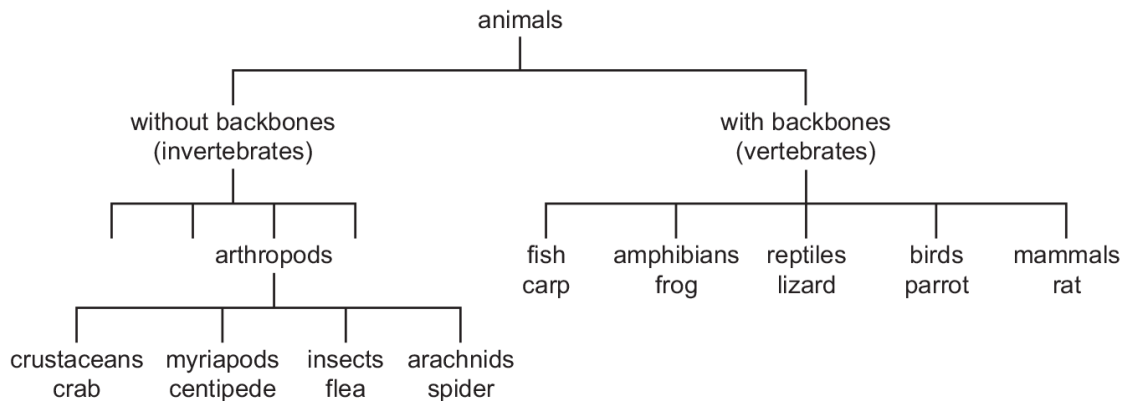 animals
without backbones
(invertebrates)
with backbones
(vertebrates)
arthropods
fish
carp
amphibians
frog
reptiles
lizard
birds
parrot
mammals
rat
crustaceans
crab
myriapods
centipede
insects
flea
arachnids
spider